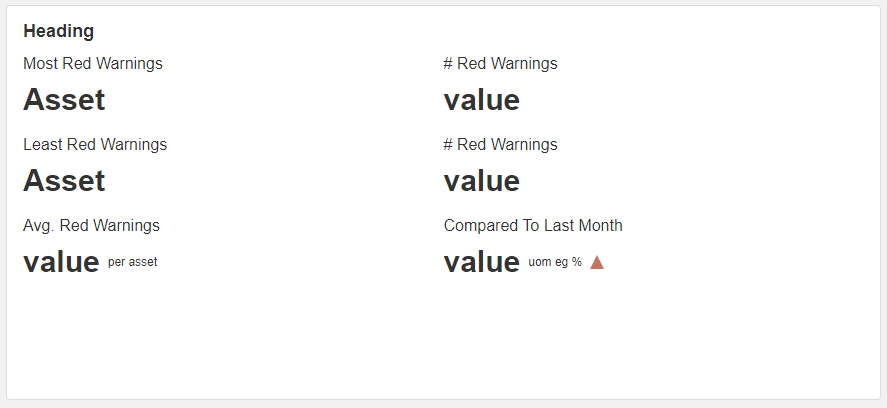 Heading
Most Red Warnings # Red Warnings
Asset value
Least Red Warnings # Red Warnings
Asset value
Avg. Red Warnings Compared To Last Month
value per asset value uom eg %